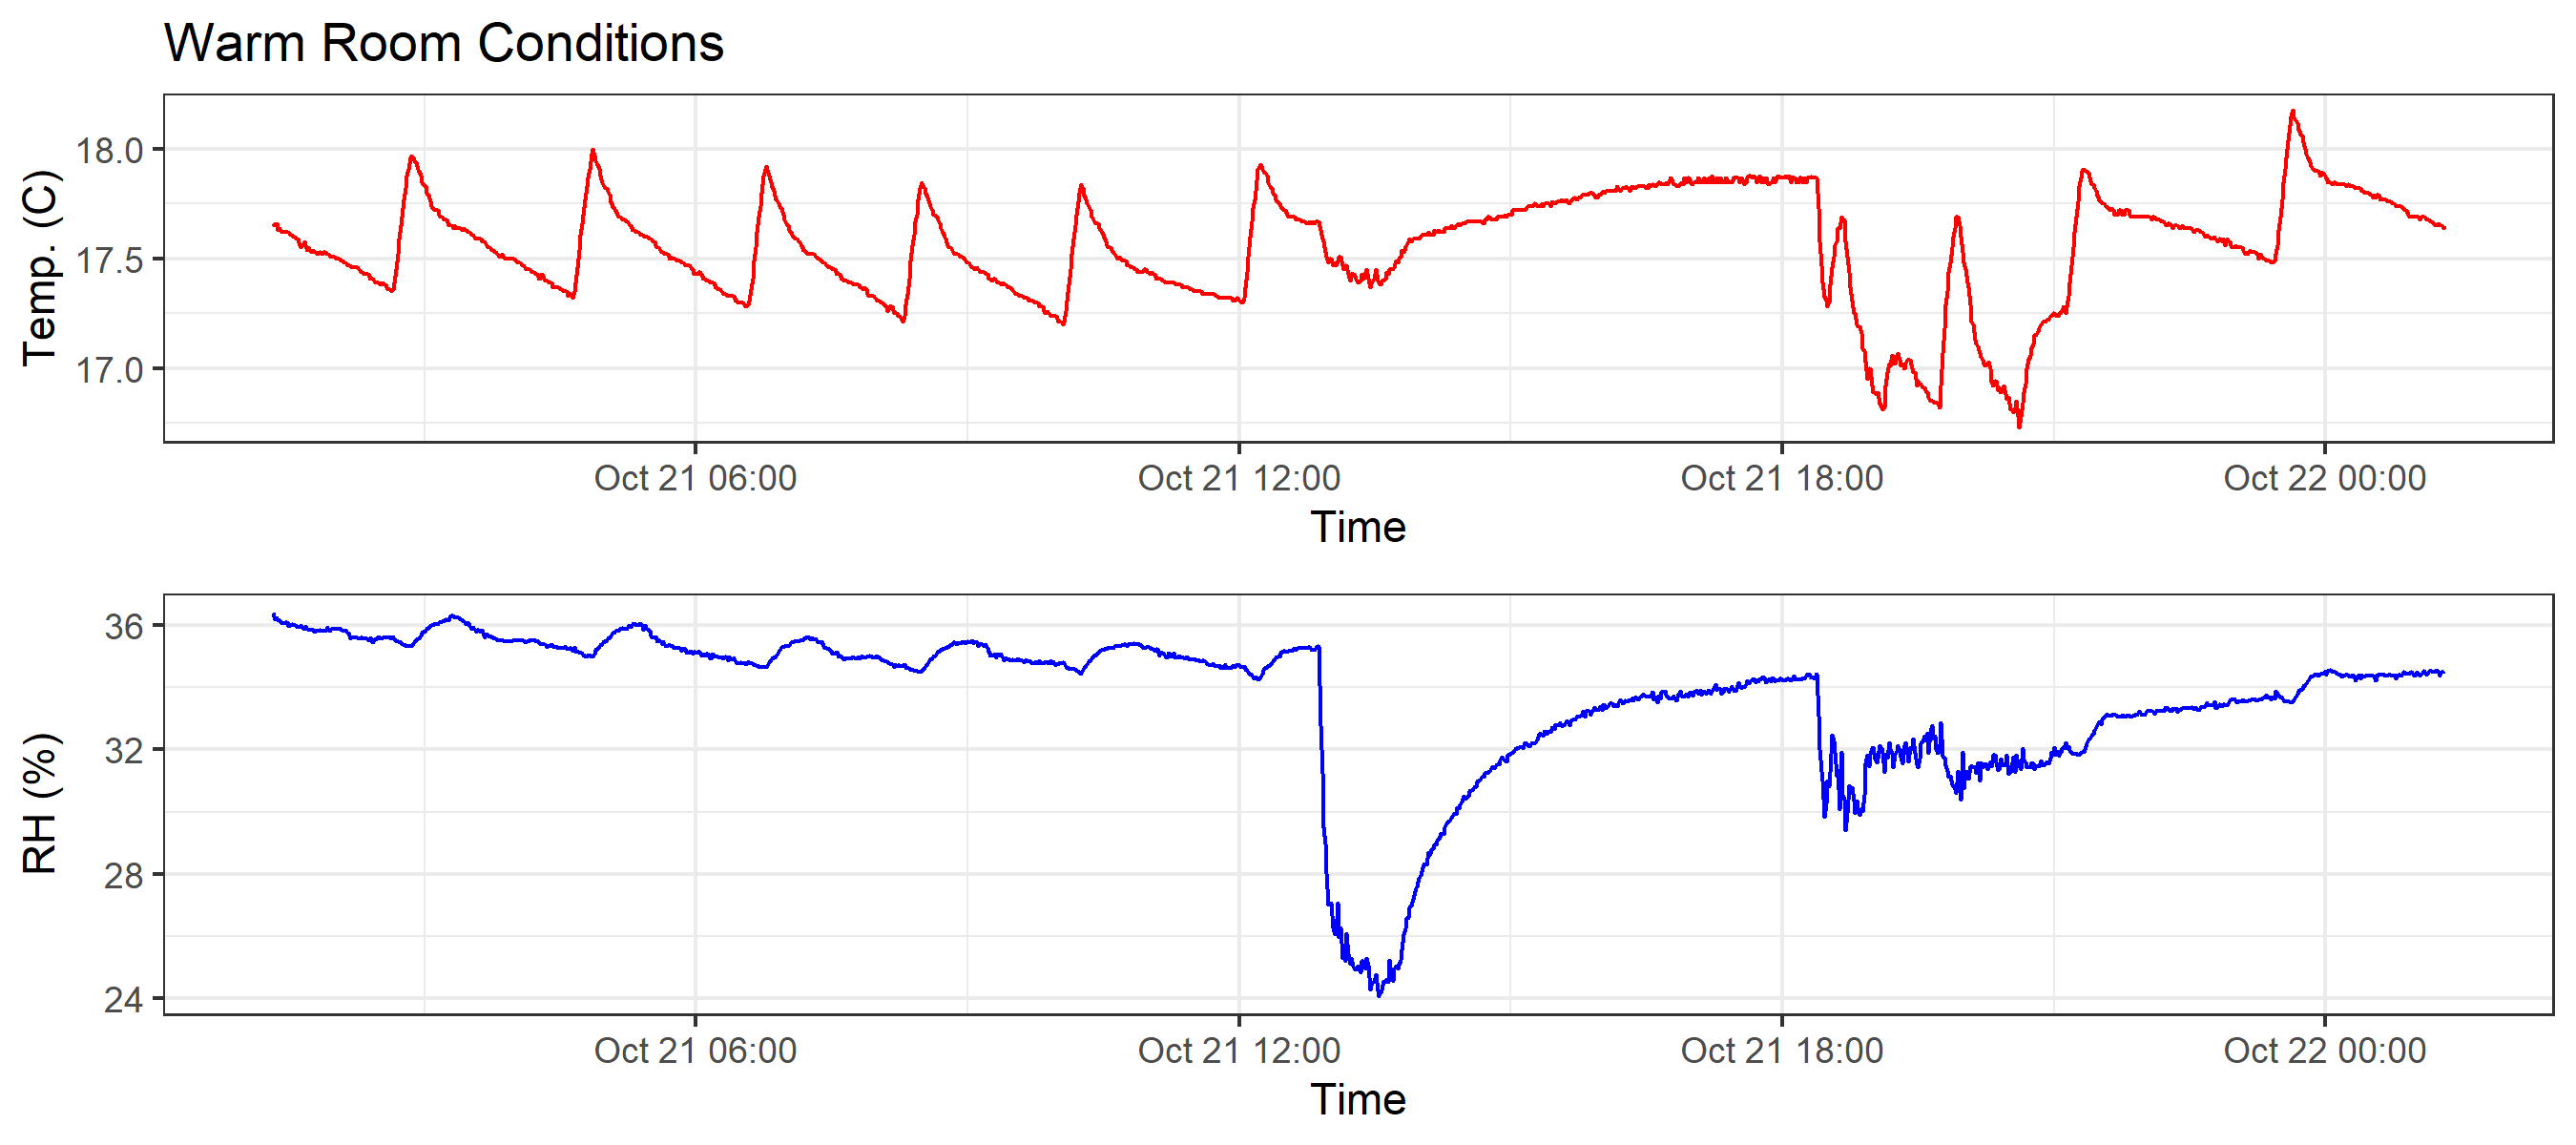 Warm Room Conditions
Temp. (C)
18.0
17.5
17.0
Oct 21 06:00 Oct 21 12:00 Oct 21 18:00 Oct 22 00:00
Time
RH (%)
36
32
28
24
Oct 21 06:00 Oct 21 12:00 Oct 21 18:00 Oct 22 00:00
Time